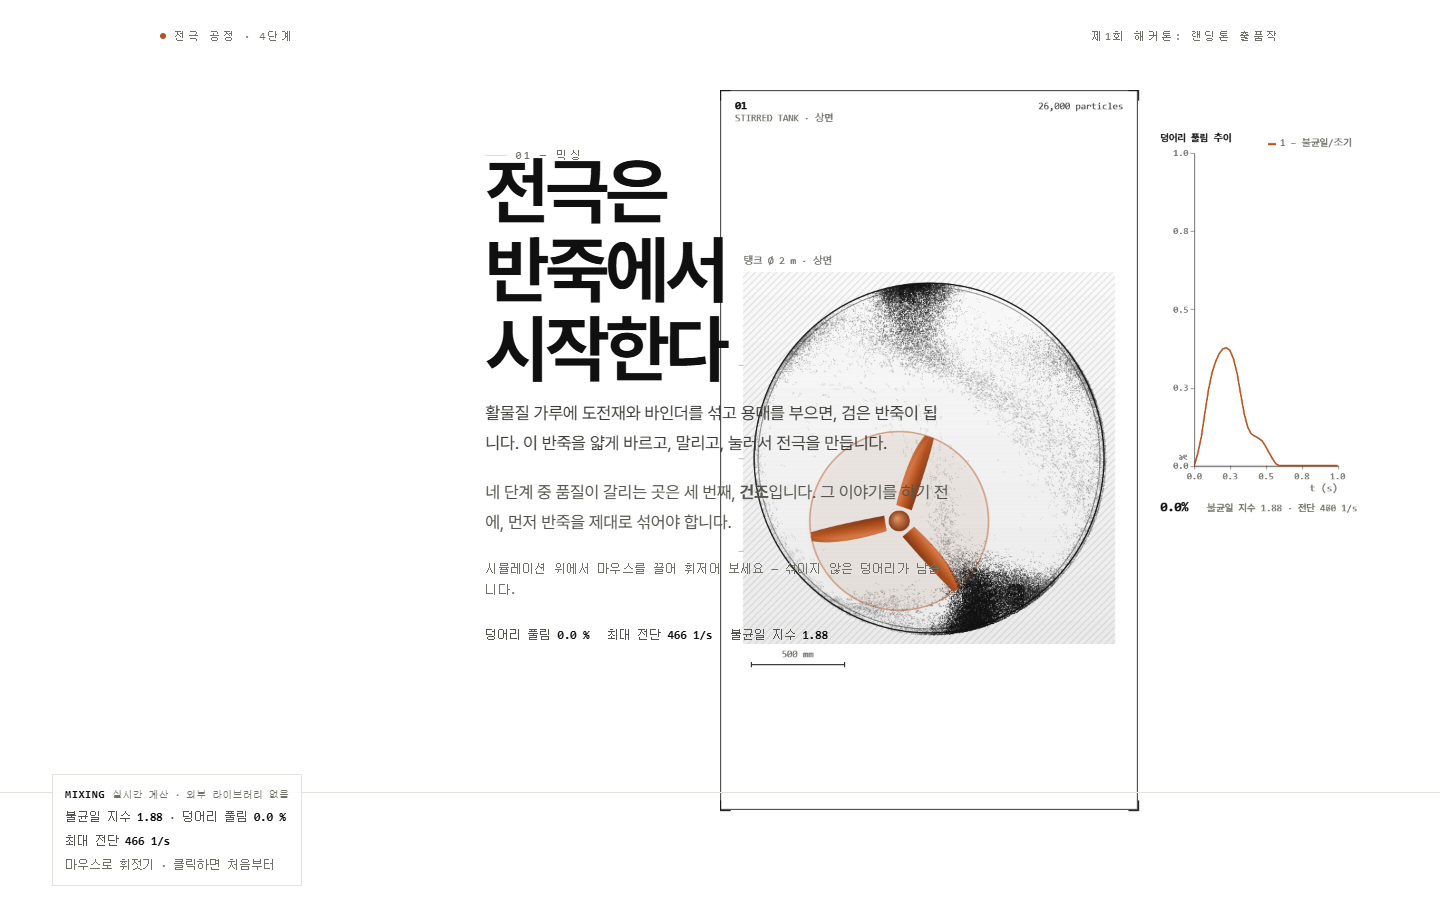 전극 공정 · 4단계
제1회 해커톤: 랜딩톤 출품작
01
26,000 particles
STIRRED TANK · 상면
01 — 믹싱
전극은
반죽에서
시작한다
활물질 가루에 도전재와 바인더를 섞고 용매를 부으면, 검은 반죽이 됩
니다. 이 반죽을 얇게 바르고, 말리고, 눌러서 전극을 만듭니다.
네 단계 중 품질이 갈리는 곳은 세 번째, 건조입니다. 그 이야기를 하기 전
에, 먼저 반죽을 제대로 섞어야 합니다.
시뮬레이션 위에서 마우스를 끌어 휘저어 보세요 — 섞이지 않은 덩어리가 남습
니다.
덩어리 풀림 0.0 % 최대 전단 466 1/s 불균일 지수 1.88
탱크 Ø 2 m · 상면
500 mm
덩어리 풀림 추이
1 − 불균일/초기
1.0
0.8
0.5
0.3
0.0
0.0 0.3 0.5 0.8 1.0
t (s)
0.0% 불균일 지수 1.88 · 전단 1/s
MIXING 실시간 계산 · 외부 라이브러리 없음
불균일 지수 1.88 · 덩어리 풀림 0.0 %
최대 전단 466 1/s
마우스로 휘젓기 · 클릭하면 처음부터